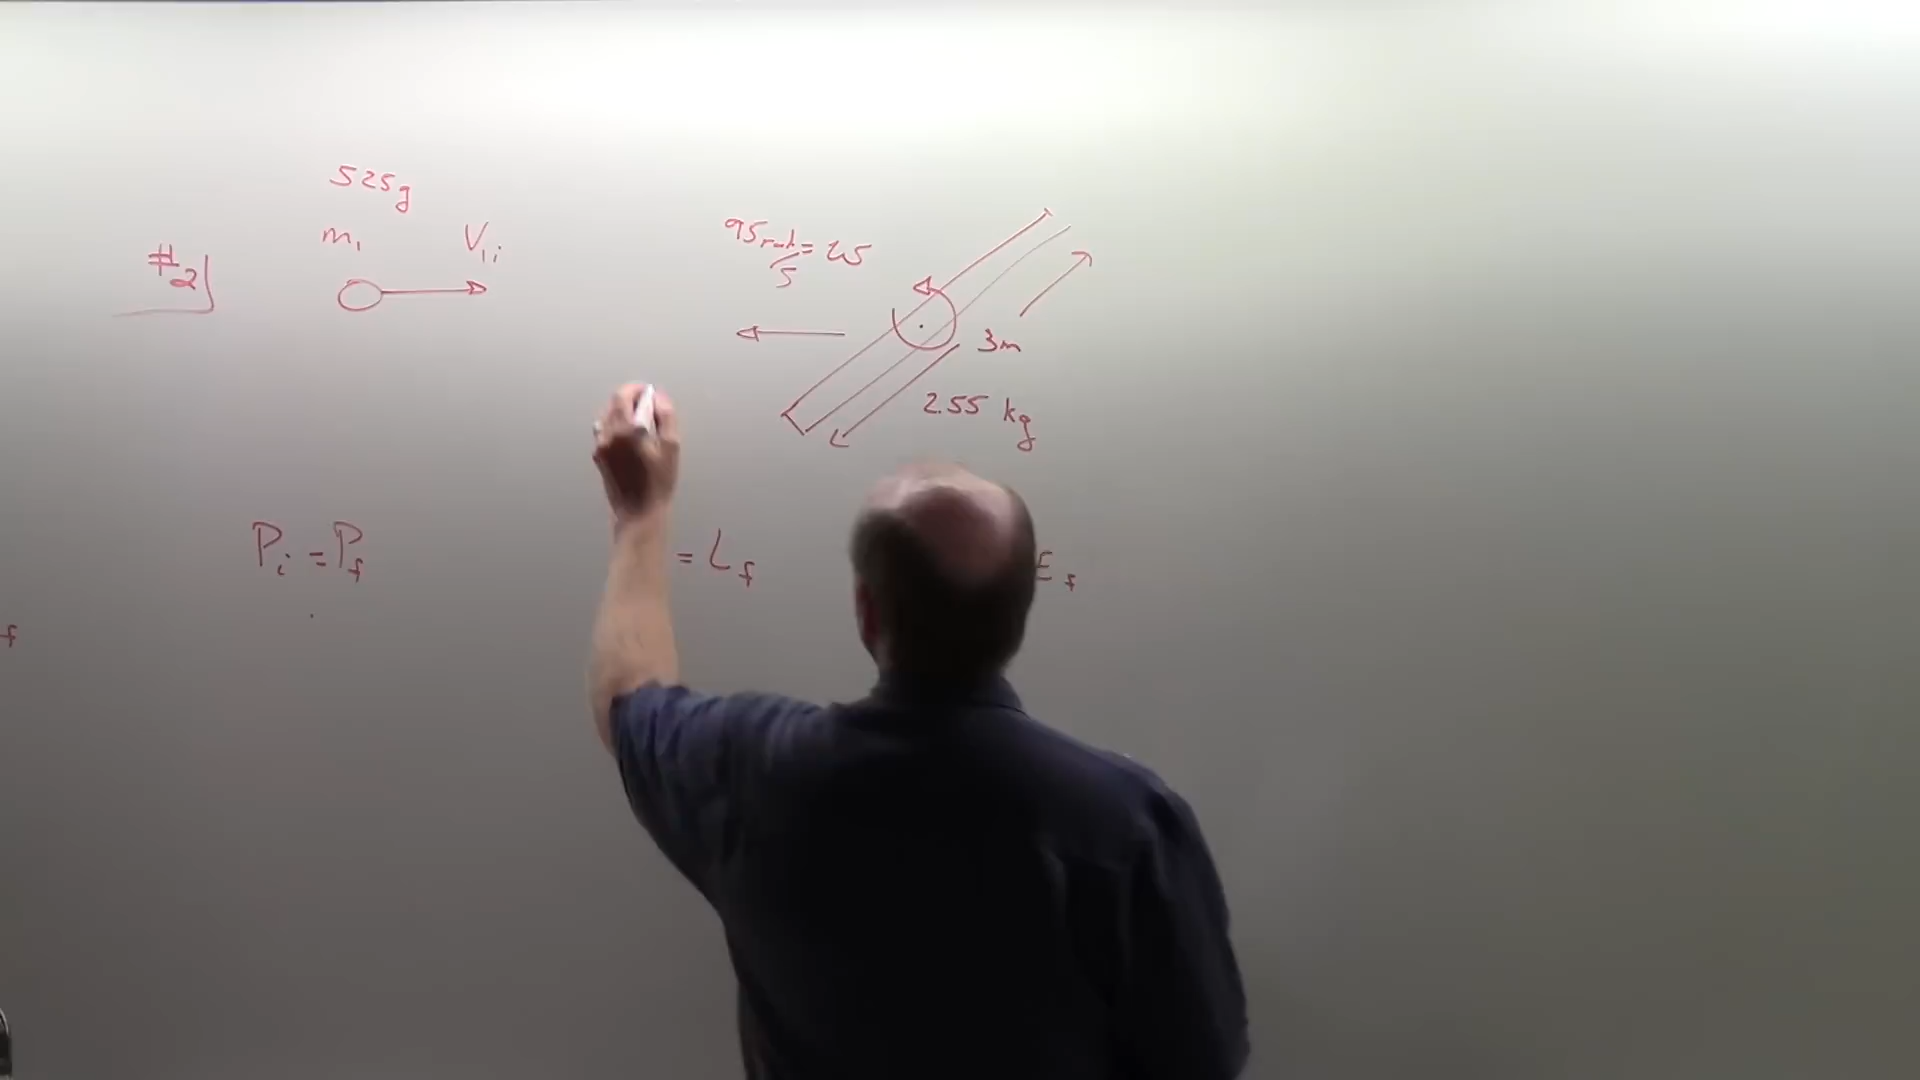 525g
m₁
V₁ᵢ
#2
95 rad/s = ω
3m
2.55 kg
Pᵢ = P_f
= L_f
E_f
f